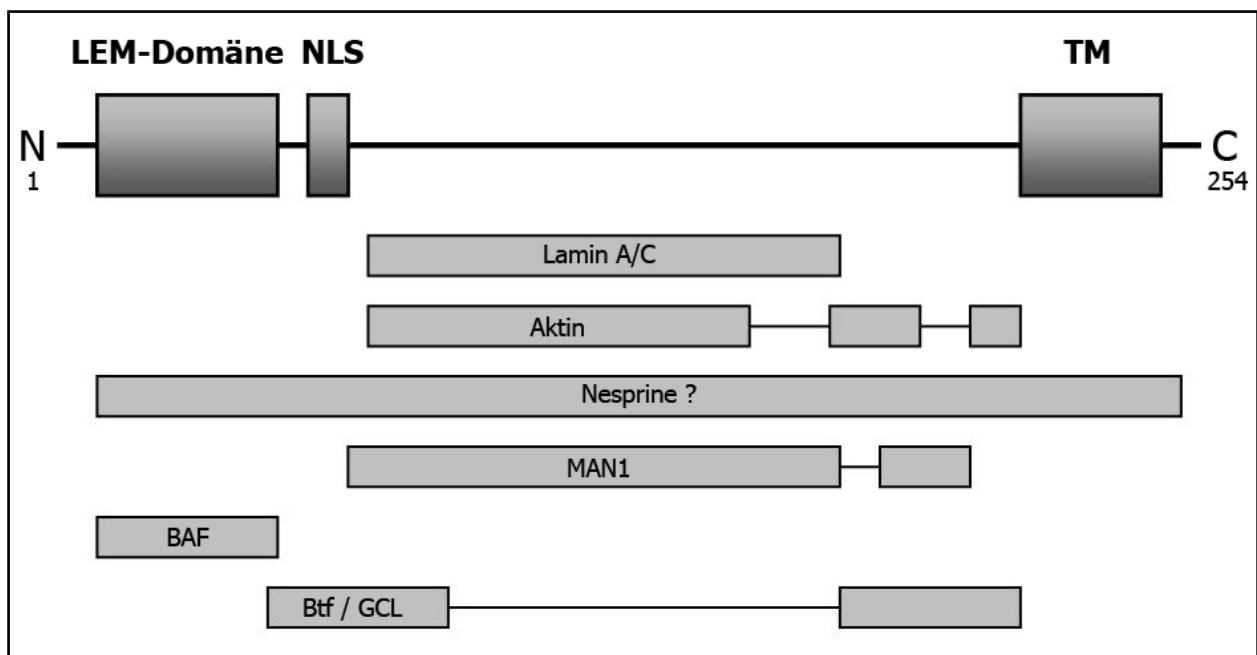 LEM-Domäne NLS TM
N C
1 254
Lamin A/C
Aktin
Nesprine ?
MAN1
BAF
Btf / GCL